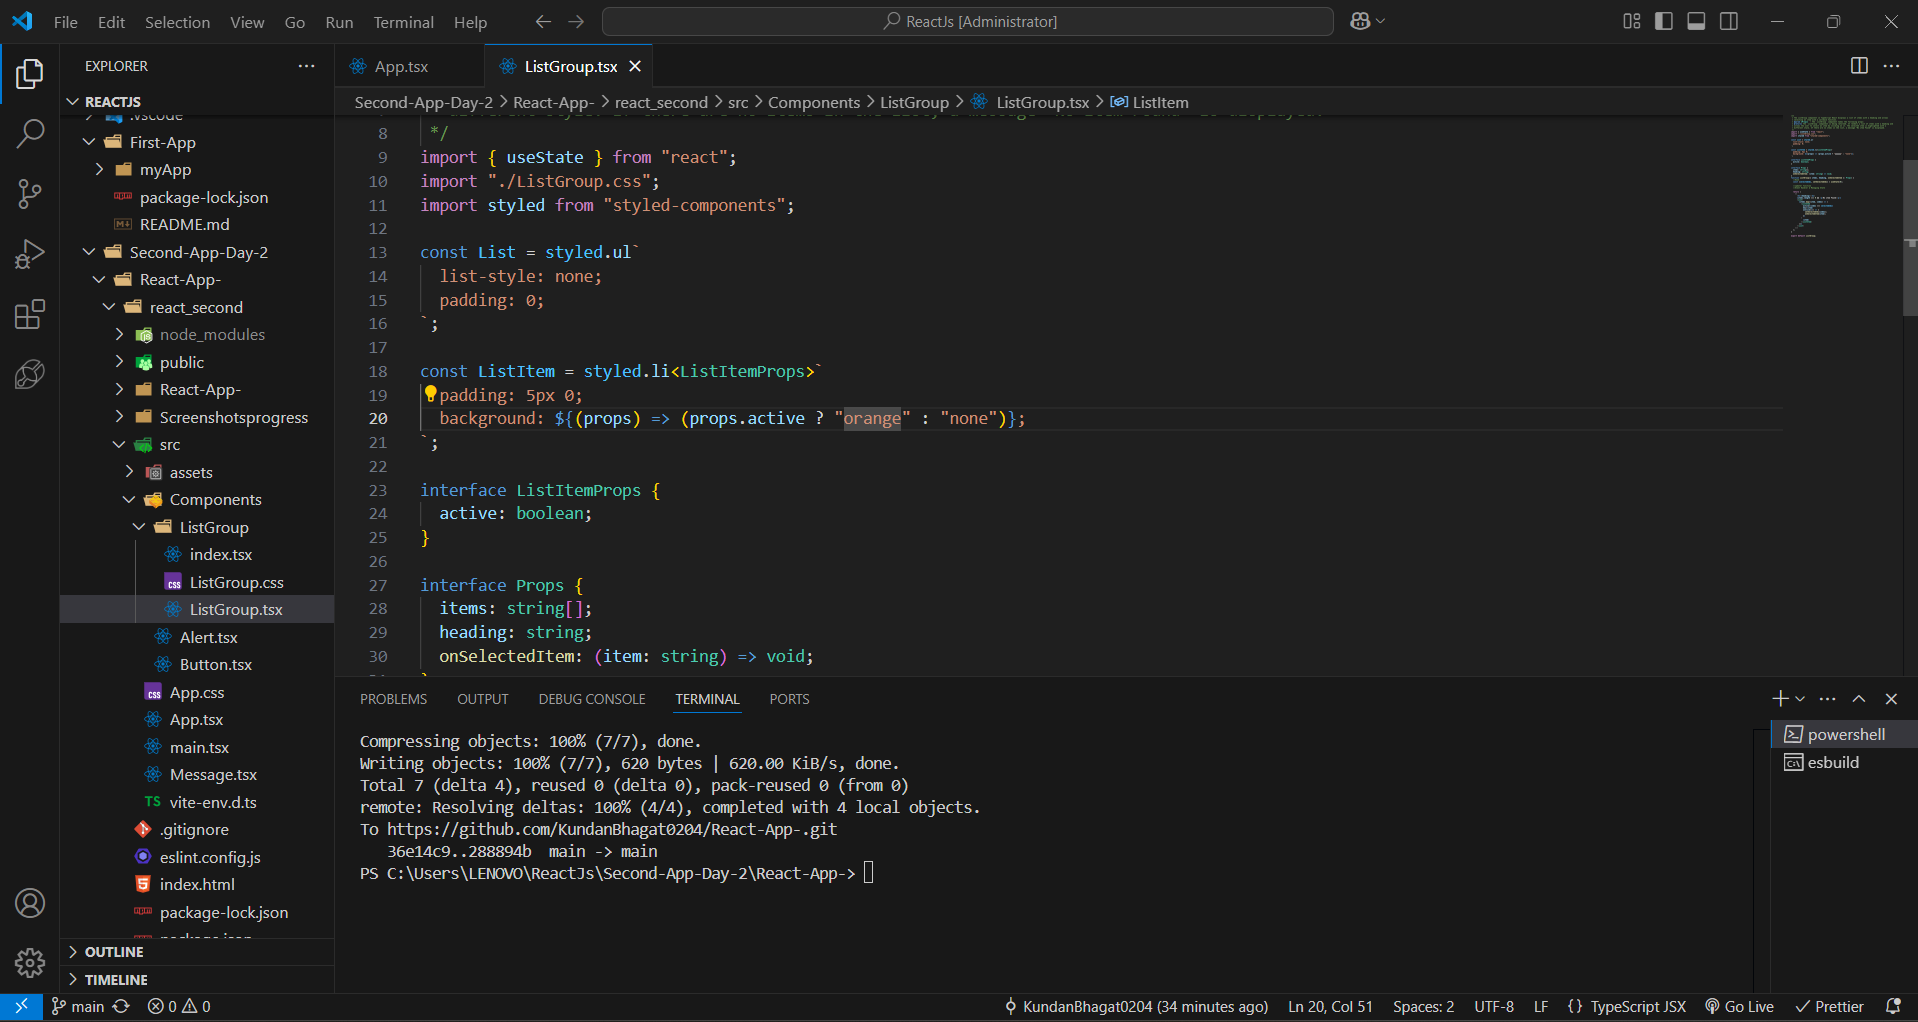 File Edit Selection View Go Run Terminal Help
ReactJs [Administrator]
EXPLORER
REACTJS
.vscode
First-App
myApp
package-lock.json
README.md
Second-App-Day-2
React-App-
react_second
node_modules
public
React-App-
Screenshotsprogress
src
assets
Components
ListGroup
index.tsx
ListGroup.css
ListGroup.tsx
Alert.tsx
Button.tsx
App.css
App.tsx
main.tsx
Message.tsx
TS vite-env.d.ts
.gitignore
eslint.config.js
index.html
package-lock.json
package.json
OUTLINE
TIMELINE
App.tsx
ListGroup.tsx
Second-App-Day-2 > React-App- > react_second > src > Components > ListGroup > ListGroup.tsx > ListItem
8 */
9 import { useState } from "react";
10 import "./ListGroup.css";
11 import styled from "styled-components";
12
13 const List = styled.ul`
14 list-style: none;
15 padding: 0;
16 `;
17
18 const ListItem = styled.li<ListItemProps>`
19 padding: 5px 0;
20 background: ${(props) => (props.active ? "orange" : "none")};
21 `;
22
23 interface ListItemProps {
24 active: boolean;
25 }
26
27 interface Props {
28 items: string[];
29 heading: string;
30 onSelectedItem: (item: string) => void;
PROBLEMS OUTPUT DEBUG CONSOLE TERMINAL PORTS
Compressing objects: 100% (7/7), done.
Writing objects: 100% (7/7), 620 bytes | 620.00 KiB/s, done.
Total 7 (delta 4), reused 0 (delta 0), pack-reused 0 (from 0)
remote: Resolving deltas: 100% (4/4), completed with 4 local objects.
To https://github.com/KundanBhagat0204/React-App-.git
36e14c9..288894b main -> main
PS C:\Users\LENOVO\ReactJs\Second-App-Day-2\React-App->
powershell
esbuild
main 0 0
KundanBhagat0204 (34 minutes ago) Ln 20, Col 51 Spaces: 2 UTF-8 LF {} TypeScript JSX Go Live Prettier